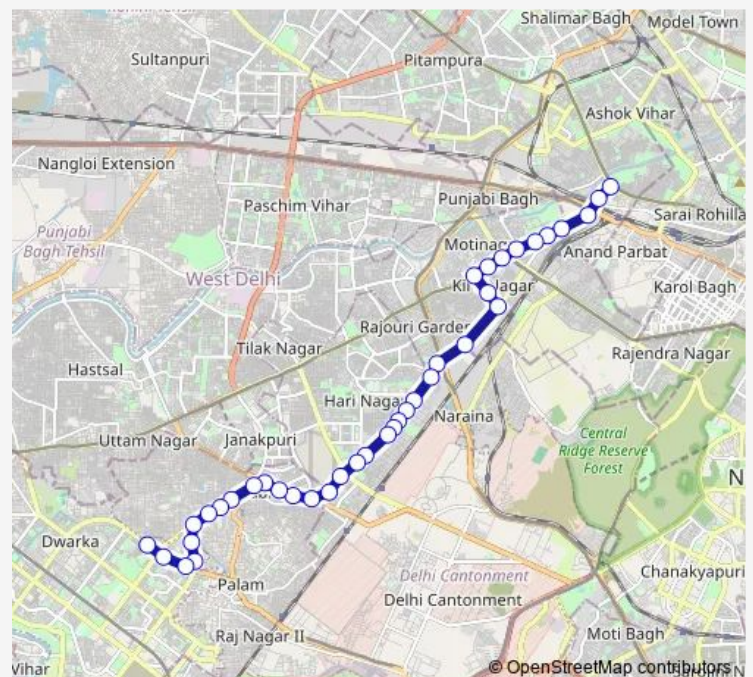 Shalimar Bagh
Model Town
Sultanpuri
Pitampura
Ashok Vihar
Nangloi Extension
Paschim Vihar
Punjabi Bagh
Sarai Rohilla
Punjabi
Bagh Tehsil
Motinag
Anand Parbat
West Delhi
Nagar
Karol Bagh
Rajouri Garden
Tilak Nagar
Rajendra Nagar
Hastsal
Hari Naga
Naraina
Uttam Nagar
Janakpuri
Central
Ridge Reserve
Forest
N
Dwarka
Chanakyapuri
Delhi Cantonment
Palam
Delhi Cantonment
Moti Bagh
Raj Nagar II
Vihar
© OpenStreetMap contributors